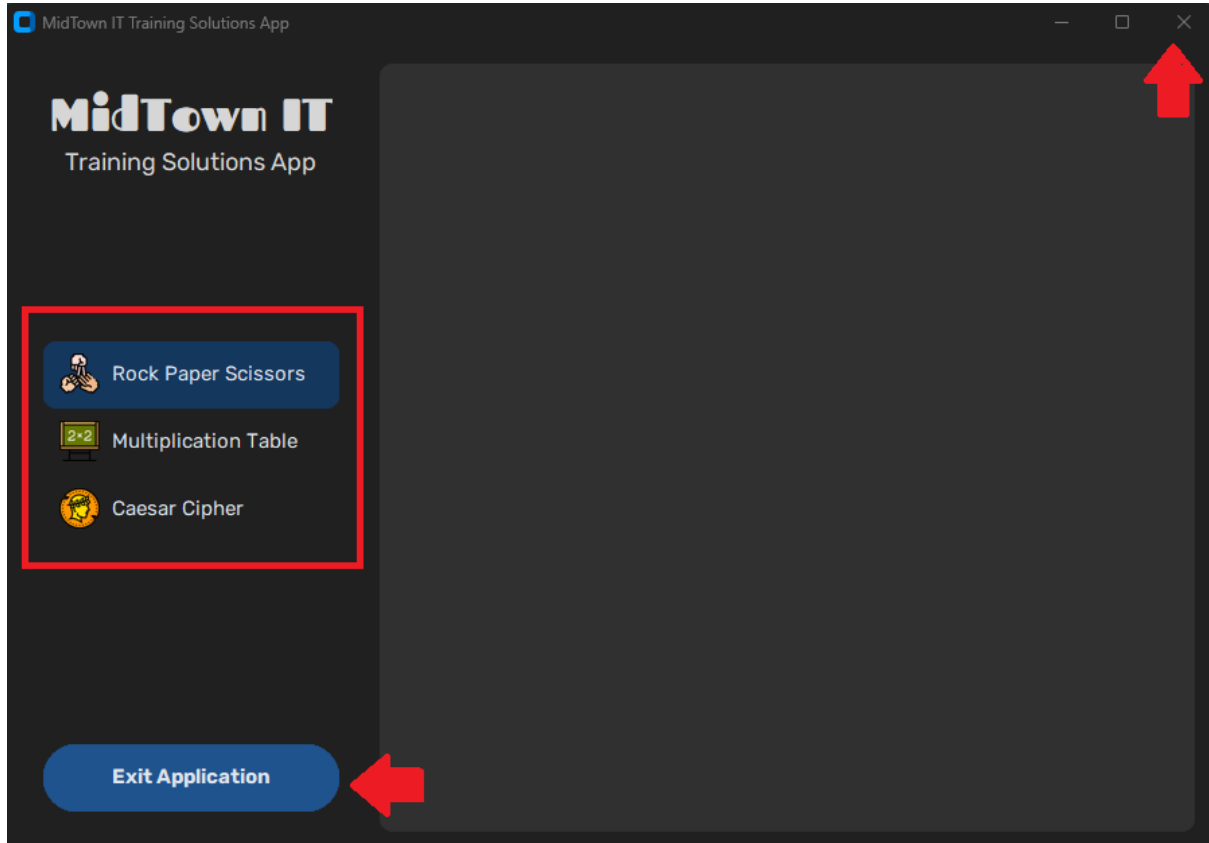 MidTown IT Training Solutions App
MidTown IT
Training Solutions App
Rock Paper Scissors
2×2
Multiplication Table
Caesar Cipher
Exit Application